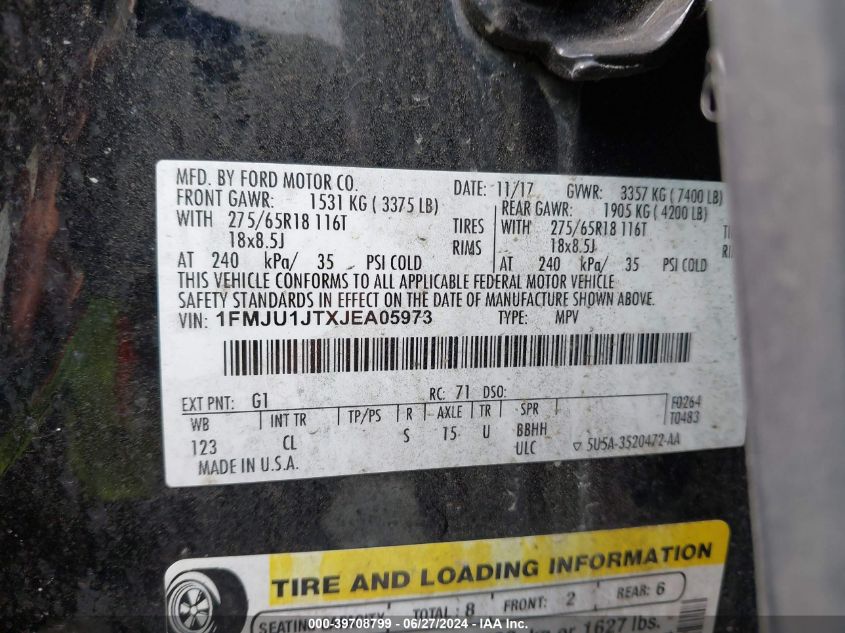 MFD. BY FORD MOTOR CO. DATE: 11/17 GVWR: 3357 KG ( 7400 LB)
FRONT GAWR: 1531 KG ( 3375 LB) REAR GAWR: 1905 KG ( 4200 LB)
WITH 275/65R18 116T TIRES WITH 275/65R18 116T
18x8.5J RIMS 18x8.5J
AT 240 kPa/ 35 PSI COLD AT 240 kPa/ 35 PSI COLD
THIS VEHICLE CONFORMS TO ALL APPLICABLE FEDERAL MOTOR VEHICLE
SAFETY STANDARDS IN EFFECT ON THE DATE OF MANUFACTURE SHOWN ABOVE.
VIN: 1FMJU1JTXJEA05973 TYPE: MPV
EXT PNT: G1 RC: 71 DSO: F0264
WB INT TR TP/PS R AXLE TR SPR T0483
123 CL S T5 U BBHH
ULC 5U5A-3520472-AA
MADE IN U.S.A.
TIRE AND LOADING INFORMATION
TOTAL: 8 FRONT: 2 REAR: 6
or 1627 lbs.
000-39708799 - 06/27/2024 - IAA Inc.